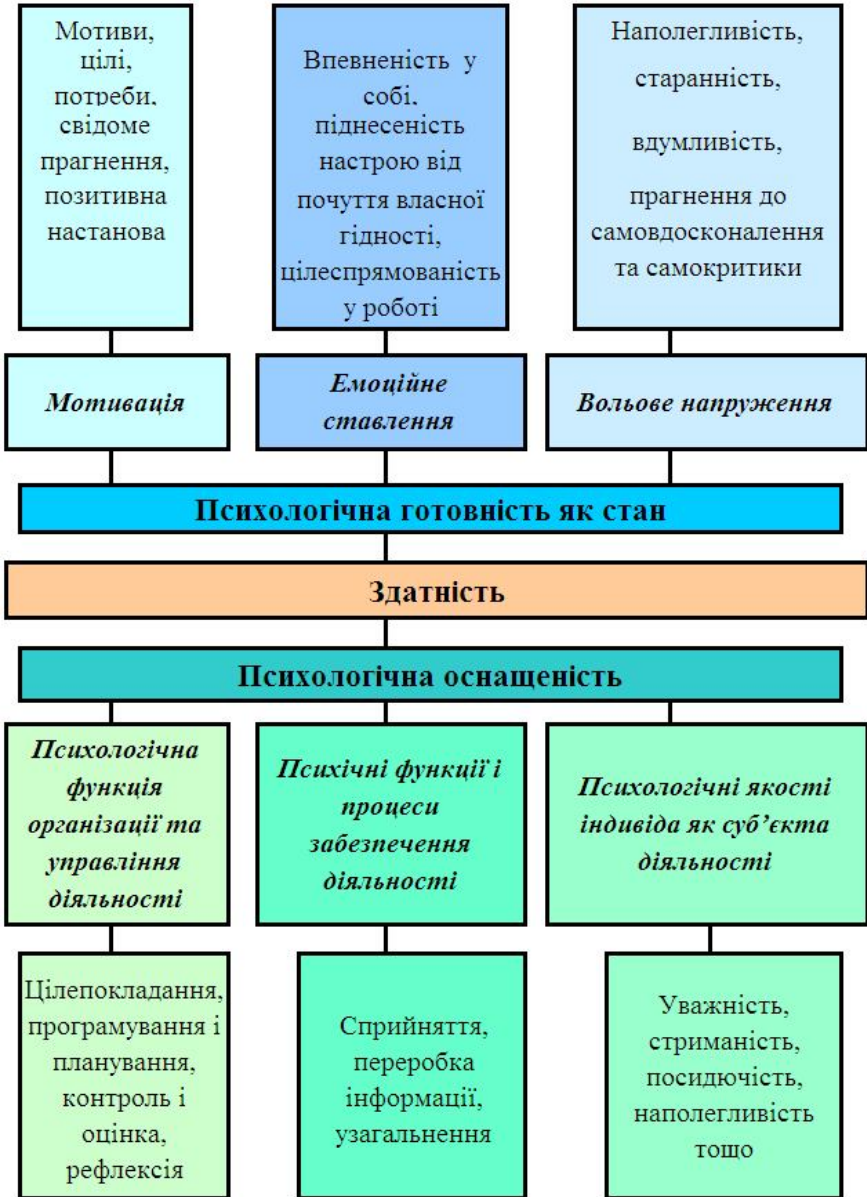 Мотиви,
цілі,
потреби,
свідоме
прагнення,
позитивна
настанова
Впевненість у
собі,
піднесеність
настрою від
почуття власної
гідності,
цілеспрямованість
у роботі
Наполегливість,
старанність,
вдумливість,
прагнення до
самовдосконалення
та самокритики
Мотивація
Емоційне
ставлення
Вольове напруження
Психологічна готовність як стан
Здатність
Психологічна оснащеність
Психологічна
функція
організації та
управління
діяльності
Психічні функції і
процеси
забезпечення
діяльності
Психологічні якості
індивіда як суб’єкта
діяльності
Цілепокладання,
програмування і
планування,
контроль і
оцінка,
рефлексія
Сприйняття,
переробка
інформації,
узагальнення
Уважність,
стриманість,
посидючість,
наполегливість
тощо